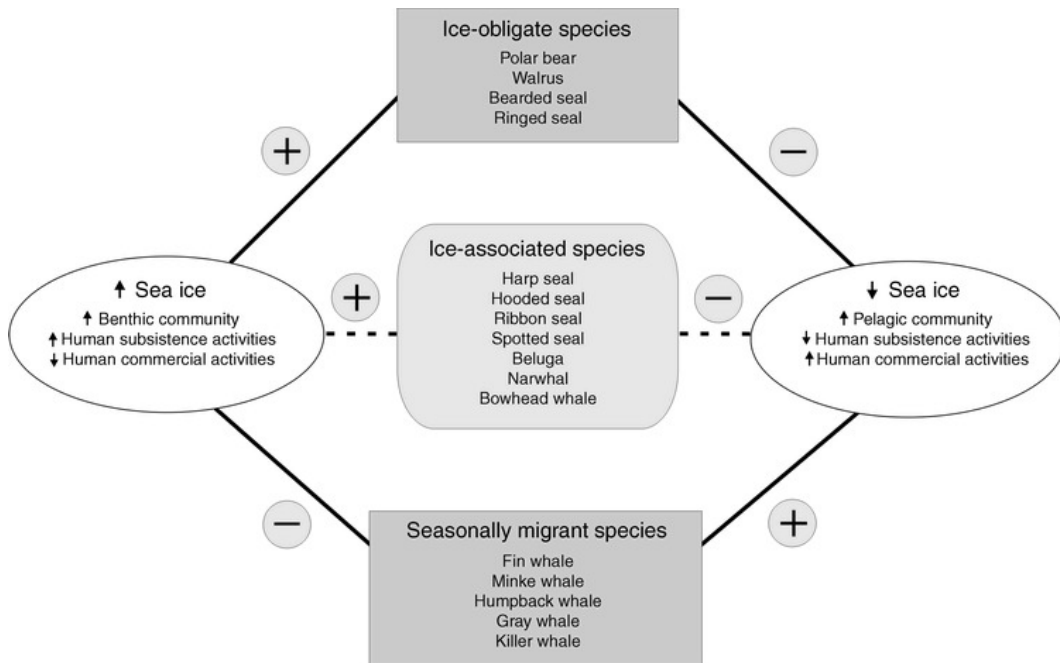 Ice-obligate species
Polar bear
Walrus
Bearded seal
Ringed seal
+
−
Ice-associated species
Harp seal
Hooded seal
Ribbon seal
Spotted seal
Beluga
Narwhal
Bowhead whale
↑ Sea ice
↑ Benthic community
↑ Human subsistence activities
↓ Human commercial activities
+
−
↓ Sea ice
↑ Pelagic community
↓ Human subsistence activities
↑ Human commercial activities
−
+
Seasonally migrant species
Fin whale
Minke whale
Humpback whale
Gray whale
Killer whale